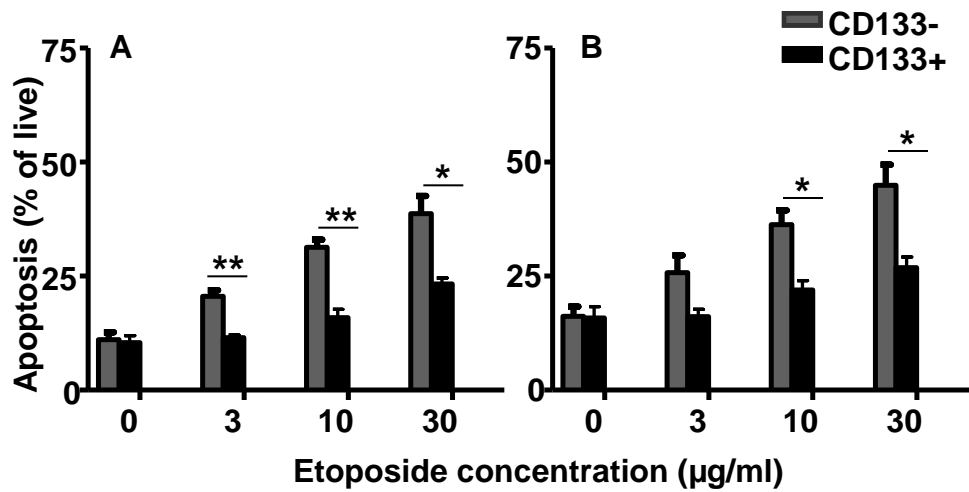 CD133-
CD133+
A
B
Apoptosis (% of live)
75
50
25
0
**
**
*
0 3 10 30
75
50
25
0
*
*
0 3 10 30
Etoposide concentration (µg/ml)